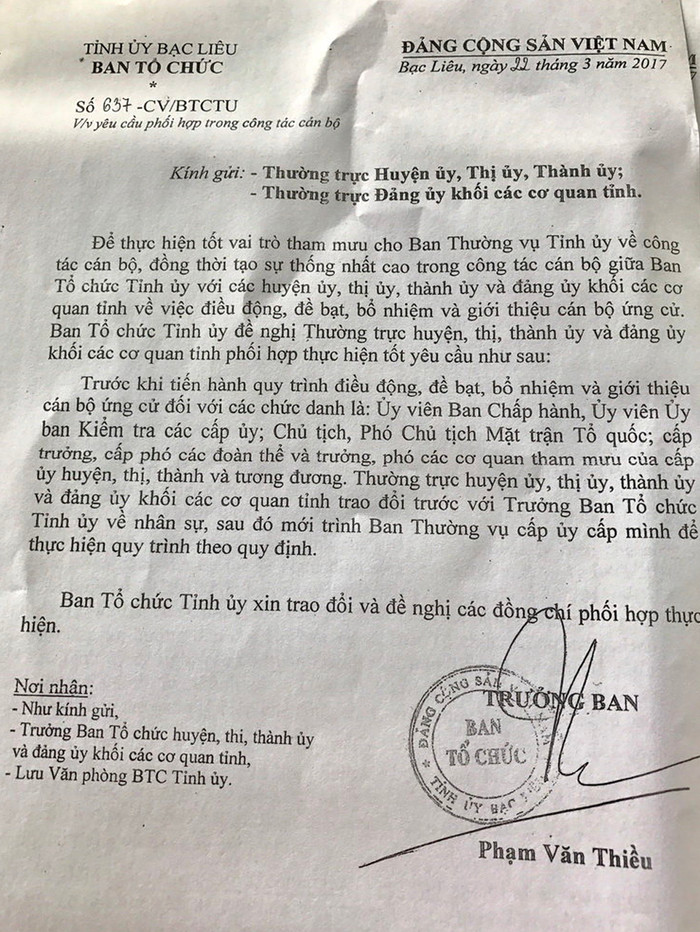 TỈNH ỦY BẠC LIÊU
BAN TỔ CHỨC
*
Số 637-CV/BTCTU
V/v yêu cầu phối hợp trong công tác cán bộ
ĐẢNG CỘNG SẢN VIỆT NAM
Bạc Liêu, ngày 22 tháng 3 năm 2017
Kính gửi: - Thường trực Huyện ủy, Thị ủy, Thành ủy;
- Thường trực Đảng ủy khối các cơ quan tỉnh.
Để thực hiện tốt vai trò tham mưu cho Ban Thường vụ Tỉnh ủy về công
tác cán bộ, đồng thời tạo sự thống nhất cao trong công tác cán bộ giữa Ban
Tổ chức Tỉnh ủy với các huyện ủy, thị ủy, thành ủy và đảng ủy khối các cơ
quan tỉnh về việc điều động, đề bạt, bổ nhiệm và giới thiệu cán bộ ứng cử.
Ban Tổ chức Tỉnh ủy đề nghị Thường trực huyện, thị, thành ủy và đảng ủy
khối các cơ quan tỉnh phối hợp thực hiện tốt yêu cầu như sau:
Trước khi tiến hành quy trình điều động, đề bạt, bổ nhiệm và giới thiệu
cán bộ ứng cử đối với các chức danh là: Ủy viên Ban Chấp hành, Ủy viên Ủy
ban Kiểm tra các cấp ủy; Chủ tịch, Phó Chủ tịch Mặt trận Tổ quốc; cấp
trưởng, cấp phó các đoàn thể và trưởng, phó các cơ quan tham mưu của cấp
ủy huyện, thị, thành và tương đương. Thường trực huyện ủy, thị ủy, thành ủy
và đảng ủy khối các cơ quan tỉnh trao đổi trước với Trưởng Ban Tổ chức
Tỉnh ủy về nhân sự, sau đó mới trình Ban Thường vụ cấp ủy cấp mình để
thực hiện quy trình theo quy định.
Ban Tổ chức Tỉnh ủy xin trao đổi và đề nghị các đồng chí phối hợp thực
hiện.
Nơi nhận:
- Như kính gửi,
- Trưởng Ban Tổ chức huyện, thi, thành ủy
và đảng ủy khối các cơ quan tỉnh,
- Lưu Văn phòng BTC Tỉnh ủy.
TRƯỞNG BAN
ĐẢNG CỘNG SẢN VIỆT NAM
BAN
TỔ CHỨC
TỈNH ỦY BẠC LIÊU
Phạm Văn Thiều